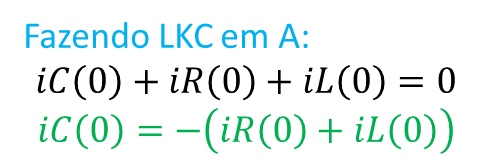 Fazendo LKC em A:
iC(0) + iR(0) + iL(0) = 0
iC(0) = −(iR(0) + iL(0))